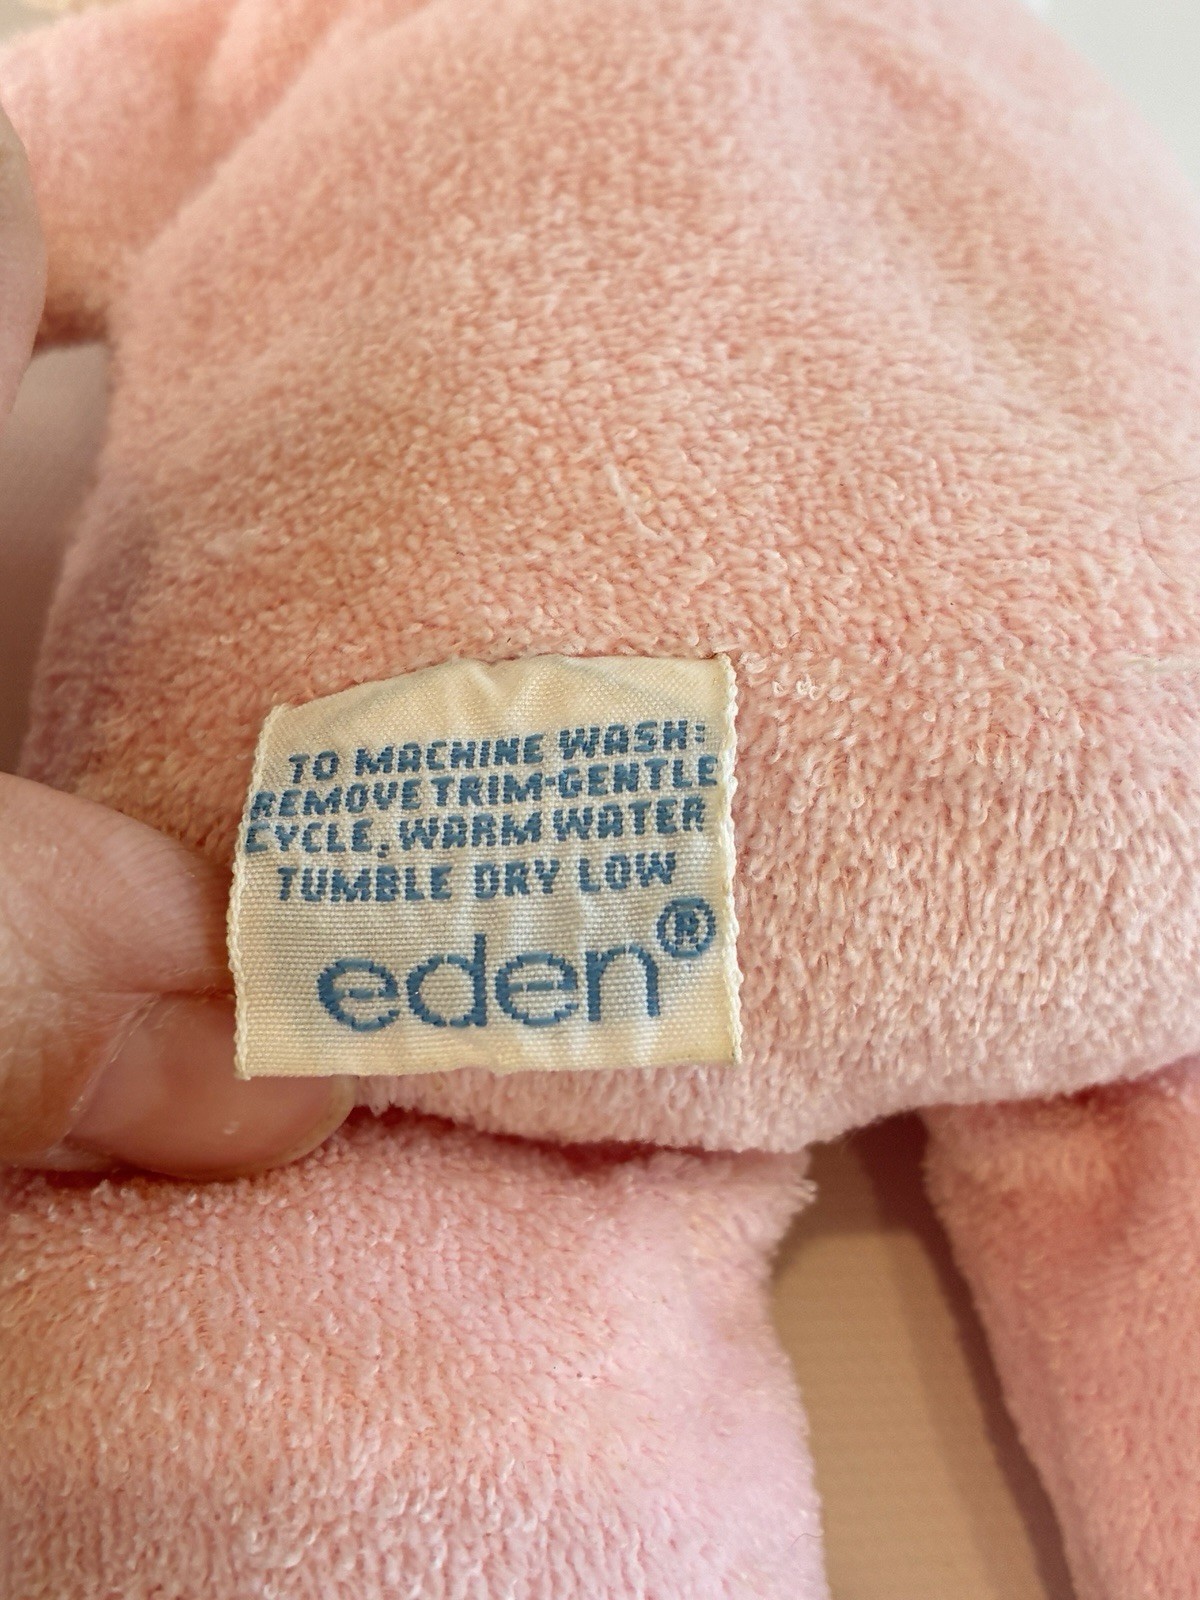 TO MACHINE WASH:
REMOVE TRIM-GENTLE
CYCLE, WARM WATER
TUMBLE DRY LOW
eden®